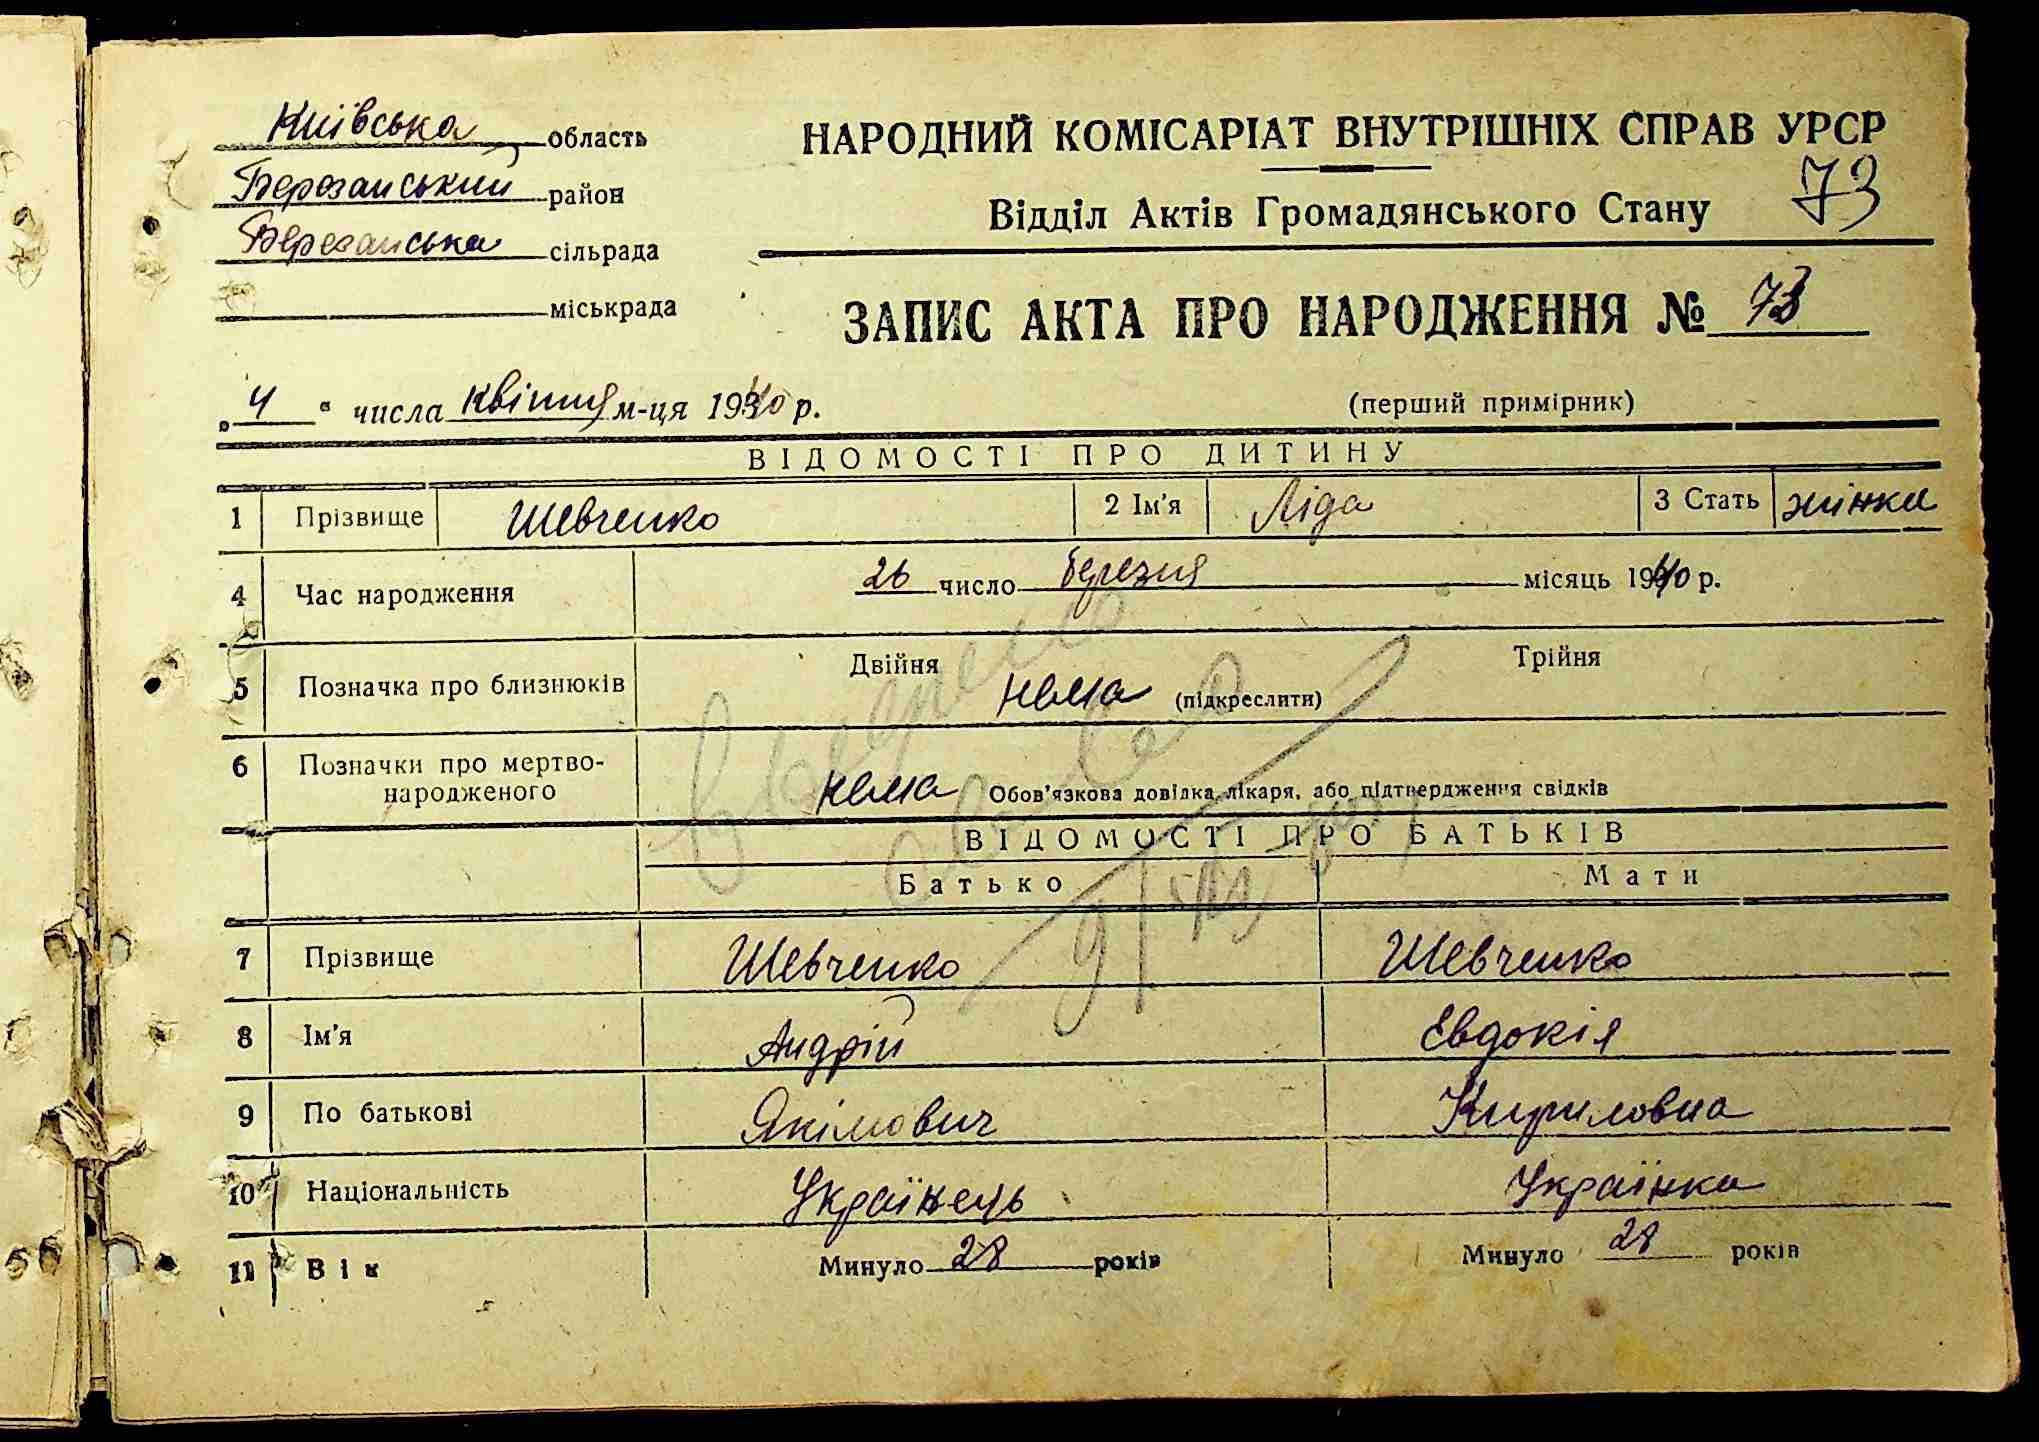 Київська область
Березанський район
Березанська сільрада
міськрада
НАРОДНИЙ КОМІСАРІАТ ВНУТРІШНІХ СПРАВ УРСР
Відділ Актів Громадянського Стану 73
ЗАПИС АКТА ПРО НАРОДЖЕННЯ № 73
„4“ числа квітня м-ця 1940 р.
(перший примірник)
ВІДОМОСТІ ПРО ДИТИНУ
1 Прізвище Шевченко 2 Ім'я Ліда 3 Стать жінка
4 Час народження 26 число березня місяць 1940 р.
5 Позначка про близнюків Двійня нема (підкреслити) Трійня
6 Позначки про мертво-
народженого нема Обов'язкова довідка лікаря, або підтвердження свідків
ВІДОМОСТІ ПРО БАТЬКІВ
Батько Мати
7 Прізвище Шевченко Шевченко
8 Ім'я Андрій Евдокія
9 По батькові Якімович Кириловна
10 Національність Українець Українка
11 Вік Минуло 28 років Минуло 28 років